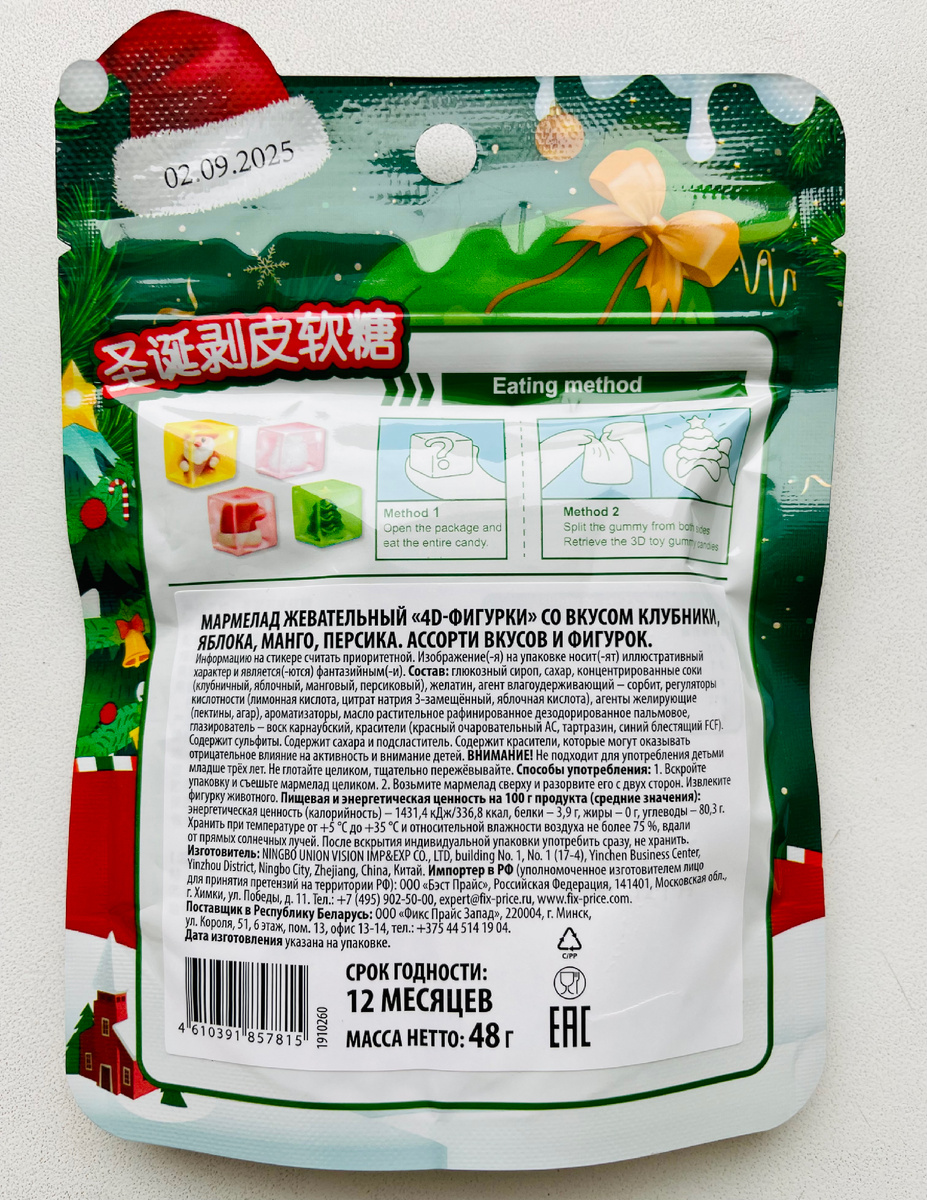 02.09.2025
圣诞剥皮软糖
Eating method
Method 1
Open the package and
eat the entire candy.
Method 2
Split the gummy from both sides
Retrieve the 3D toy gummy candies
МАРМЕЛАД ЖЕВАТЕЛЬНЫЙ «4D-ФИГУРКИ» СО ВКУСОМ КЛУБНИКИ,
ЯБЛОКА, МАНГО, ПЕРСИКА. АССОРТИ ВКУСОВ И ФИГУРОК.
Информацию на стикере считать приоритетной. Изображение(-я) на упаковке носит(-ят) иллюстративный
характер и является(-ются) фантазийным(-и). Состав: глюкозный сироп, сахар, концентрированные соки
(клубничный, яблочный, манговый, персиковый), желатин, агент влагоудерживающий – сорбит, регуляторы
кислотности (лимонная кислота, цитрат натрия 3-замещённый, яблочная кислота), агенты желирующие
(пектины, агар), ароматизаторы, масло растительное рафинированное дезодорированное пальмовое,
глазирователь – воск карнаубский, красители (красный очаровательный АС, тартразин, синий блестящий FCF).
Содержит сульфиты. Содержит сахара и подсластитель. Содержит красители, которые могут оказывать
отрицательное влияние на активность и внимание детей. ВНИМАНИЕ! Не подходит для употребления детьми
младше трёх лет. Не глотайте целиком, тщательно пережёвывайте. Способы употребления: 1. Вскройте
упаковку и съешьте мармелад целиком. 2. Возьмите мармелад сверху и разорвите его с двух сторон. Извлеките
фигурку животного. Пищевая и энергетическая ценность на 100 г продукта (средние значения):
энергетическая ценность (калорийность) – 1431,4 кДж/336,8 ккал, белки – 3,9 г, жиры – 0 г, углеводы – 80,3 г.
Хранить при температуре от +5 °С до +35 °С и относительной влажности воздуха не более 75 %, вдали
от прямых солнечных лучей. После вскрытия индивидуальной упаковки употребить сразу, не хранить.
Изготовитель: NINGBO UNION VISION IMP&EXP CO., LTD, building No. 1, No. 1 (17-4), Yinchen Business Center,
Yinzhou District, Ningbo City, Zhejiang, China, Китай. Импортер в РФ (уполномоченное изготовителем лицо
для принятия претензий на территории РФ): ООО «Бэст Прайс», Российская Федерация, 141401, Московская обл.,
г. Химки, ул. Победы, д. 11. Тел.: +7 (495) 902-50-00, expert@fix-price.ru, www.fix-price.com.
Поставщик в Республику Беларусь: ООО «Фикс Прайс Запад», 220004, г. Минск,
ул. Короля, 51, 6 этаж, пом. 13, офис 13-14, тел.: +375 44 514 19 04.
Дата изготовления указана на упаковке.
C/PP
СРОК ГОДНОСТИ:
12 МЕСЯЦЕВ
МАССА НЕТТО: 48 г
4 610391 857815
1910260
EAC